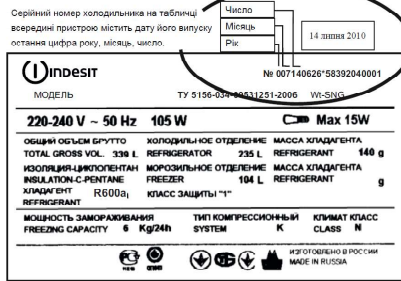 Серійний номер холодильника на табличці
всередині пристрою містить дату його випуску
остання цифра року, місяць, число.
Число
Місяць
Рік
14 липня 2010
INDESIT
№ 007140626*58392040001
МОДЕЛЬ
ТУ 5156-034- 2006 Wt-SNG
220-240 V ~ 50 Hz 105 W Max 15W
ОБЩИЙ ОБЪЕМ БРУТТО ХОЛОДИЛЬНОЕ ОТДЕЛЕНИЕ МАССА ХЛАДАГЕНТА
TOTAL GROSS VOL. 339 L REFRIGERATOR 235 L REFRIGERANT 140 g
ИЗОЛЯЦИЯ-ЦИКЛОПЕНТАН МОРОЗИЛЬНОЕ ОТДЕЛЕНИЕ МАССА ХЛАДАГЕНТА
INSULATION-C-PENTANE FREEZER 104 L REFRIGERANT g
ХЛАДАГЕНТ R600a КЛАСС ЗАЩИТЫ "1"
REFRIGERANT
МОЩНОСТЬ ЗАМОРАЖИВАНИЯ ТИП КОМПРЕССИОННЫЙ КЛИМАТ КЛАСС
FREEZING CAPACITY 6 Kg/24h SYSTEM K CLASS N
ИЗГОТОВЛЕНО В РОССИИ
MADE IN RUSSIA